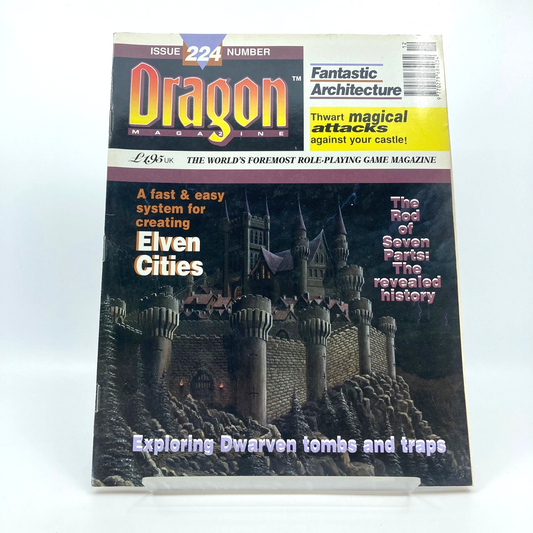 ISSUE 224 NUMBER
Dragon™
MAGAZINE
Fantastic
Architecture
Thwart magical
attacks
against your castle!
£1.95 UK
THE WORLD'S FOREMOST ROLE-PLAYING GAME MAGAZINE
A fast & easy
system for
creating
Elven
Cities
The
Rod
of
Seven
Parts:
The
revealed
history
Exploring Dwarven tombs and traps